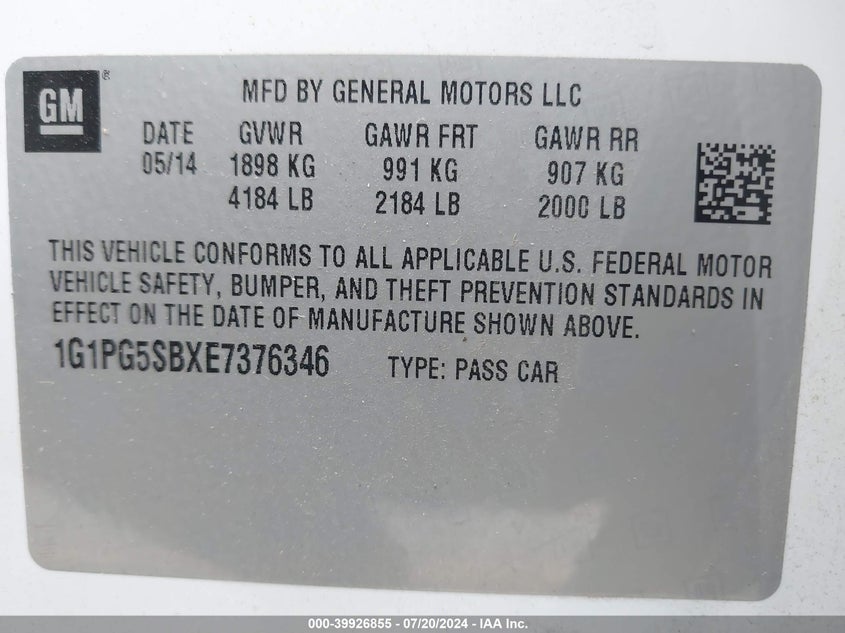 GM ®
MFD BY GENERAL MOTORS LLC
DATE GVWR GAWR FRT GAWR RR
05/14 1898 KG 991 KG 907 KG
4184 LB 2184 LB 2000 LB
THIS VEHICLE CONFORMS TO ALL APPLICABLE U.S. FEDERAL MOTOR
VEHICLE SAFETY, BUMPER, AND THEFT PREVENTION STANDARDS IN
EFFECT ON THE DATE OF MANUFACTURE SHOWN ABOVE.
1G1PG5SBXE7376346 TYPE: PASS CAR
000-39926855 - 07/20/2024 - IAA Inc.